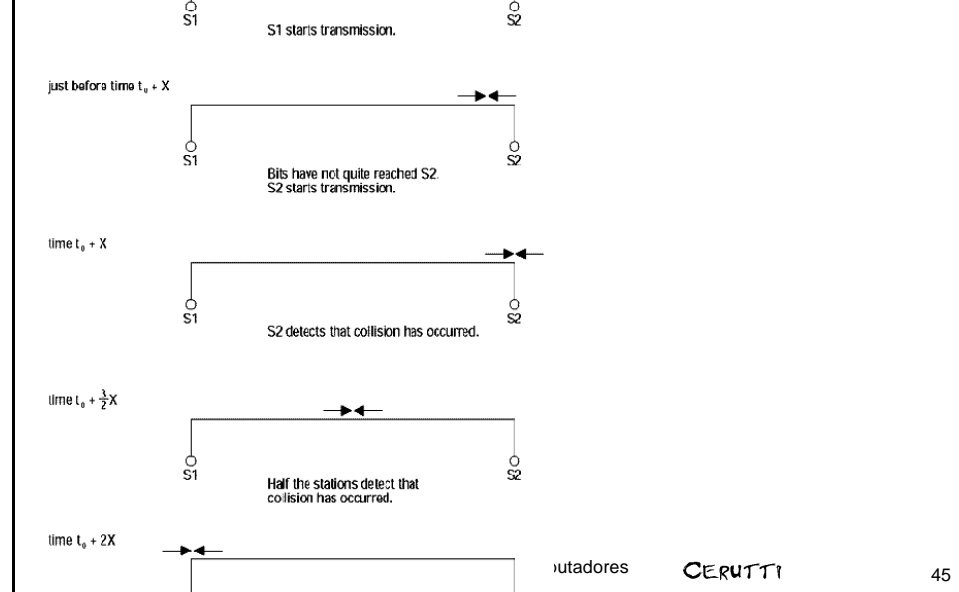 S1 S2
S1 starts transmission.
just before time t₀ + X
S1 S2
Bits have not quite reached S2.
S2 starts transmission.
time t₀ + X
S1 S2
S2 detects that collision has occurred.
time t₀ + 3/2 X
S1 S2
Half the stations detect that
collision has occurred.
time t₀ + 2X
utadores CERUTTI 45